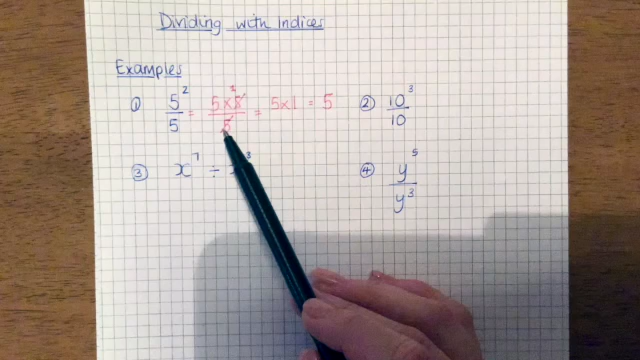 Dividing with Indices
Examples
① 5²/5 = 5×5/5 = 5×1 = 5
② 10³/10
③ x⁷ ÷ x³
④ y⁵/y³